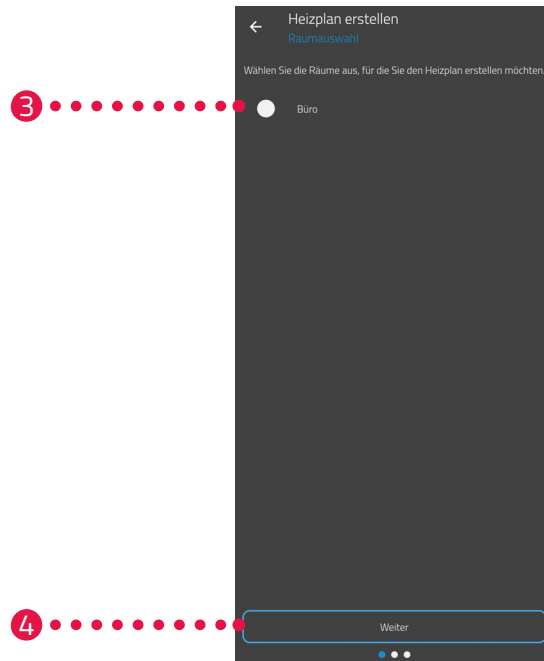 Heizplan erstellen
Raumauswahl
Wählen Sie die Räume aus, für die Sie den Heizplan erstellen möchten.
3
Büro
4
Weiter